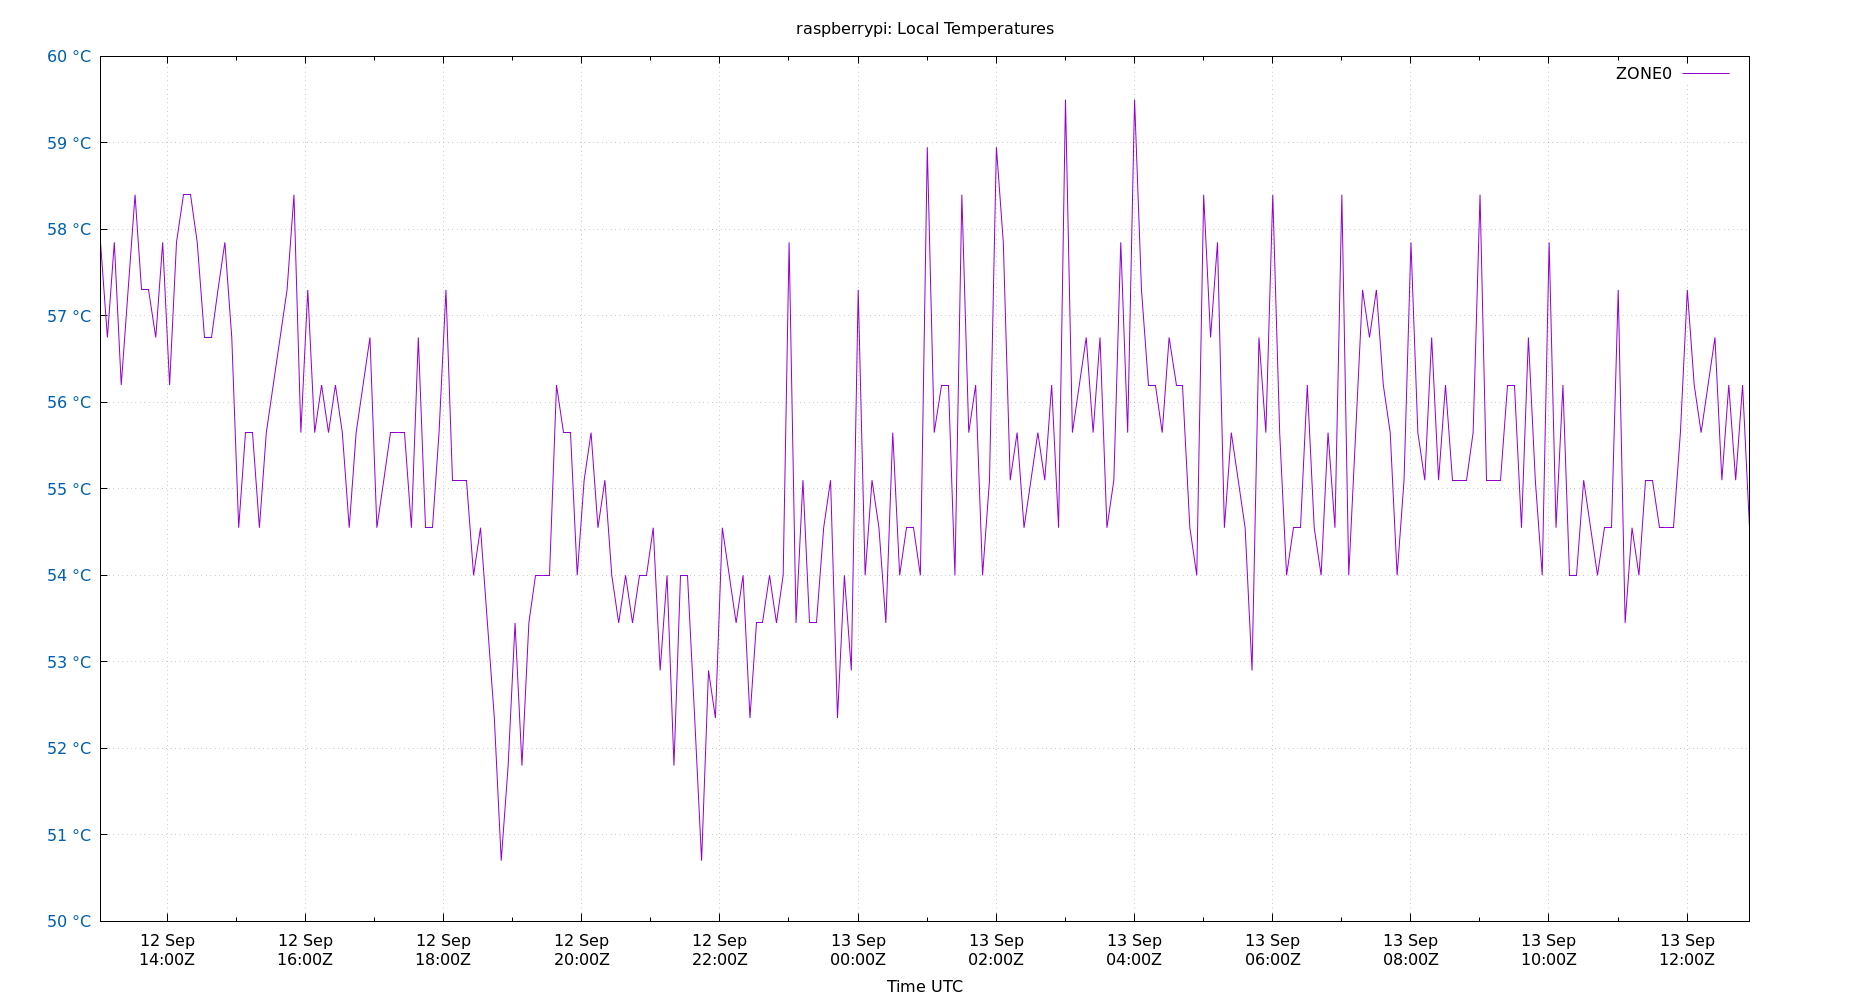 raspberrypi: Local Temperatures
60 °C
ZONE0
59 °C
58 °C
57 °C
56 °C
55 °C
54 °C
53 °C
52 °C
51 °C
50 °C
12 Sep 12 Sep 12 Sep 12 Sep 12 Sep 13 Sep 13 Sep 13 Sep 13 Sep 13 Sep 13 Sep 13 Sep
14:00Z 16:00Z 18:00Z 20:00Z 22:00Z 00:00Z 02:00Z 04:00Z 06:00Z 08:00Z 10:00Z 12:00Z
Time UTC